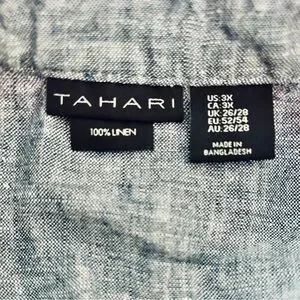 TAHARI
100% LINEN
US:3X
CA:3X
UK:26/28
EU:52/54
AU:26/28
MADE IN
BANGLADESH